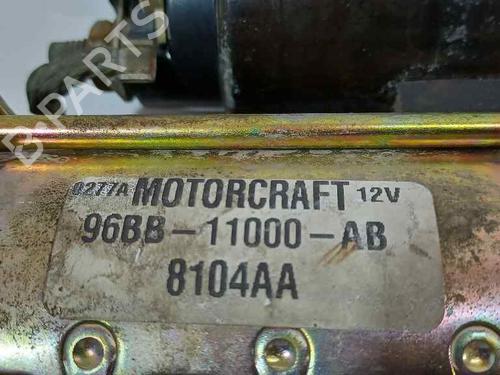 B-PARTS
0277A MOTORCRAFT 12V
96BB-11000-AB
8104AA